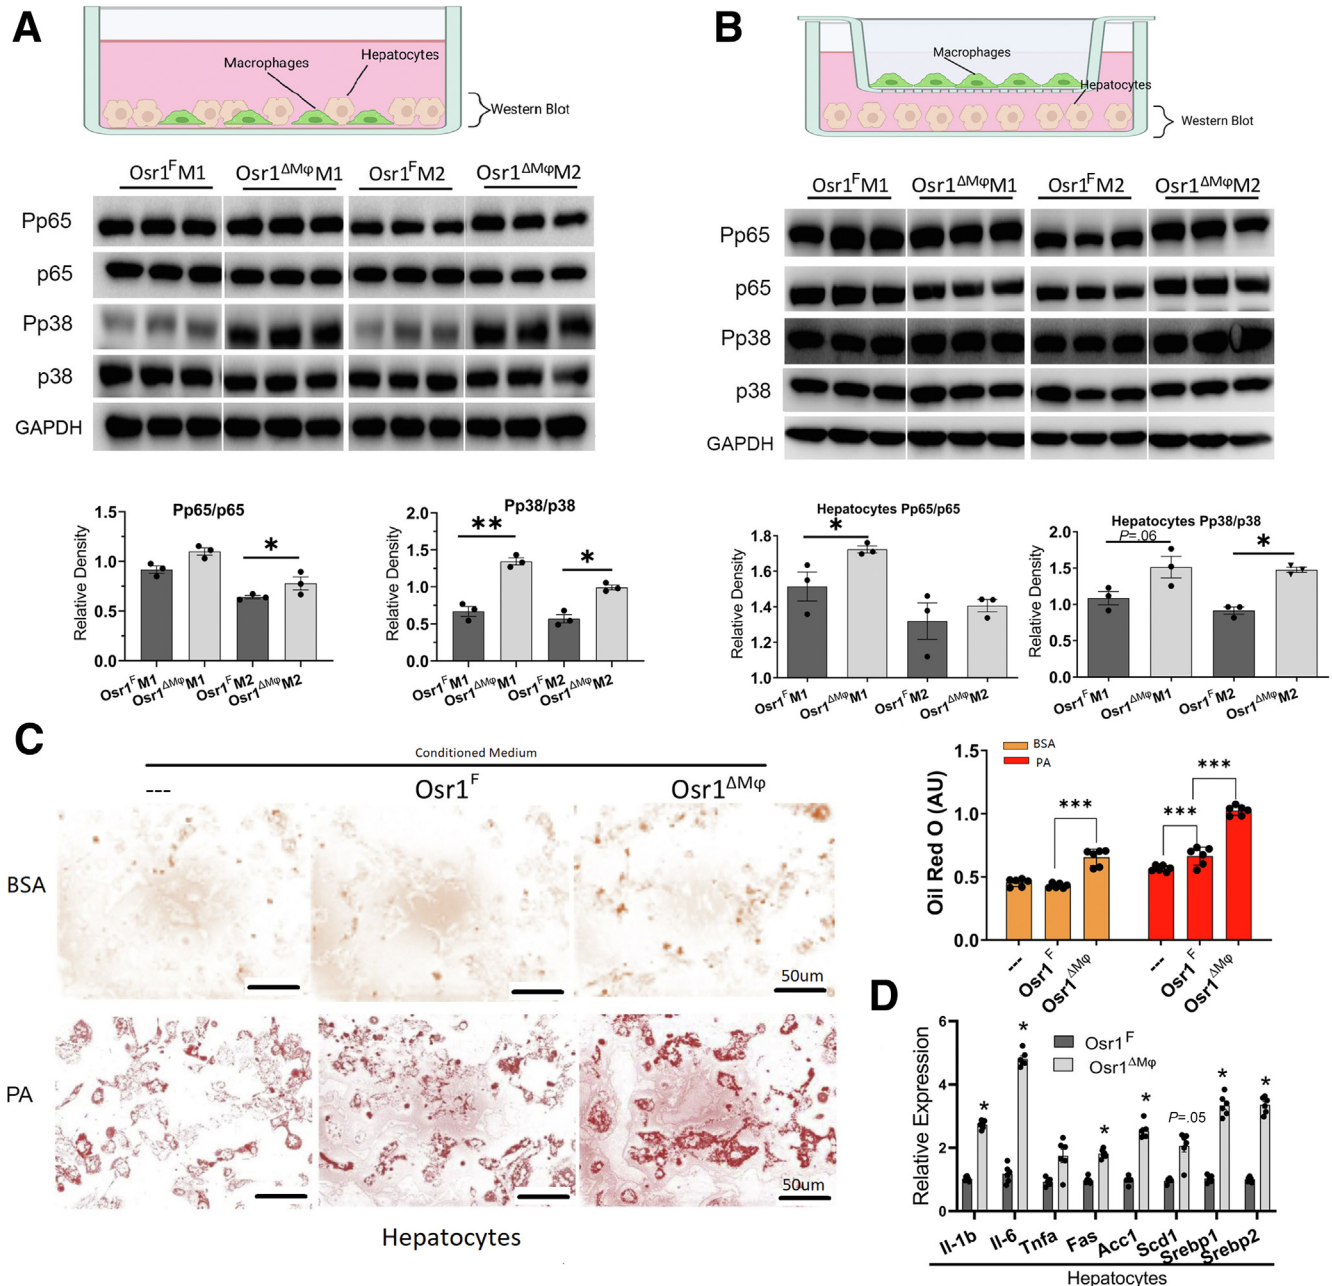 A
Macrophages
Hepatocytes
Western Blot
Osr1^F M1
Osr1^ΔMφ M1
Osr1^F M2
Osr1^ΔMφ M2
Pp65
p65
Pp38
p38
GAPDH
Pp65/p65
Relative Density
1.5
1.0
0.5
0.0
*
Osr1^F M1
Osr1^ΔMφ M1
Osr1^F M2
Osr1^ΔMφ M2
Pp38/p38
Relative Density
2.0
1.5
1.0
0.5
0.0
**
*
Osr1^F M1
Osr1^ΔMφ M1
Osr1^F M2
Osr1^ΔMφ M2
B
Macrophages
Hepatocytes
Western Blot
Osr1^F M1
Osr1^ΔMφ M1
Osr1^F M2
Osr1^ΔMφ M2
Pp65
p65
Pp38
p38
GAPDH
Hepatocytes Pp65/p65
Relative Density
1.8
1.6
1.4
1.2
1.0
*
Osr1^F M1
Osr1^ΔMφ M1
Osr1^F M2
Osr1^ΔMφ M2
Hepatocytes Pp38/p38
Relative Density
2.0
1.5
1.0
0.5
0.0
P=.06
*
Osr1^F M1
Osr1^ΔMφ M1
Osr1^F M2
Osr1^ΔMφ M2
C
Conditioned Medium
---
Osr1^F
Osr1^ΔMφ
BSA
50um
PA
50um
Hepatocytes
BSA
PA
Oil Red O (AU)
1.5
1.0
0.5
0.0
***
***
***
---
Osr1^F
Osr1^ΔMφ
---
Osr1^F
Osr1^ΔMφ
D
Osr1^F
Osr1^ΔMφ
Relative Expression
6
4
2
0
*
*
*
*
P=.05
*
*
Il-1b
Il-6
Tnfa
Fas
Acc1
Scd1
Srebp1
Srebp2
Hepatocytes